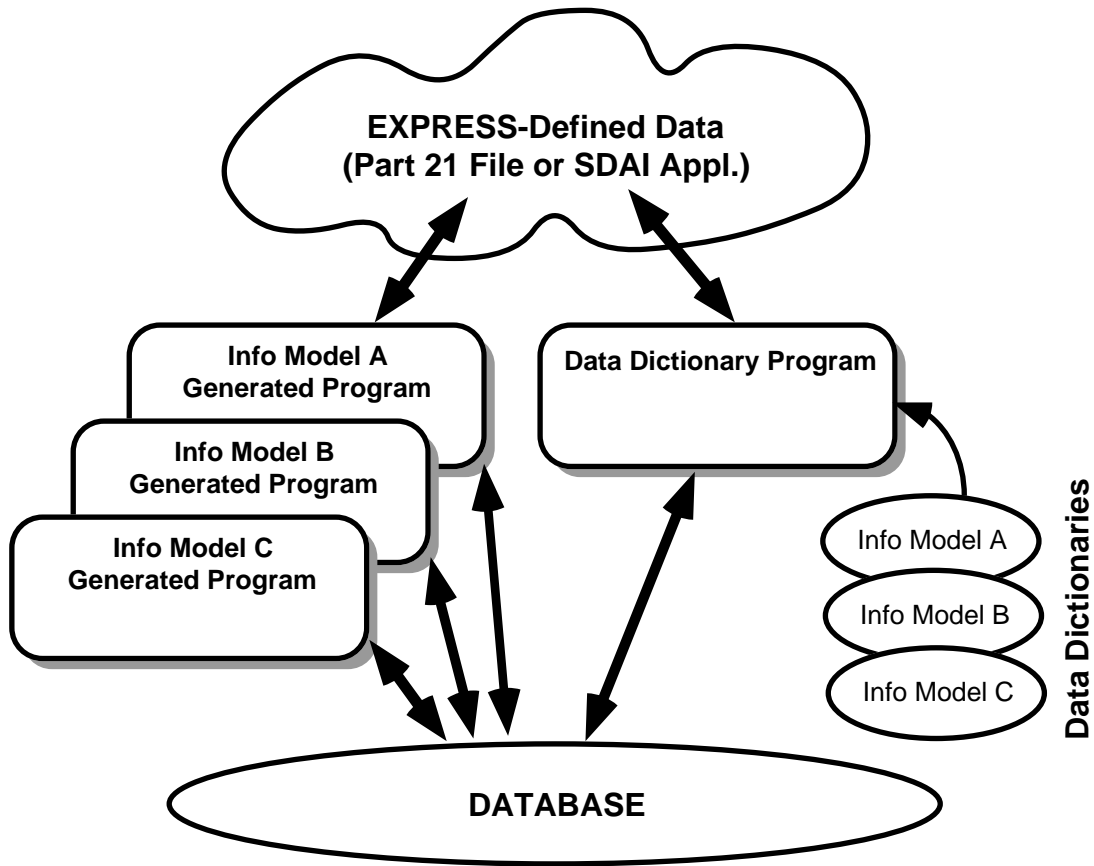 EXPRESS-Defined Data
(Part 21 File or SDAI Appl.)
Info Model A
Generated Program
Info Model B
Generated Program
Info Model C
Generated Program
Data Dictionary Program
Info Model A
Info Model B
Info Model C
Data Dictionaries
DATABASE